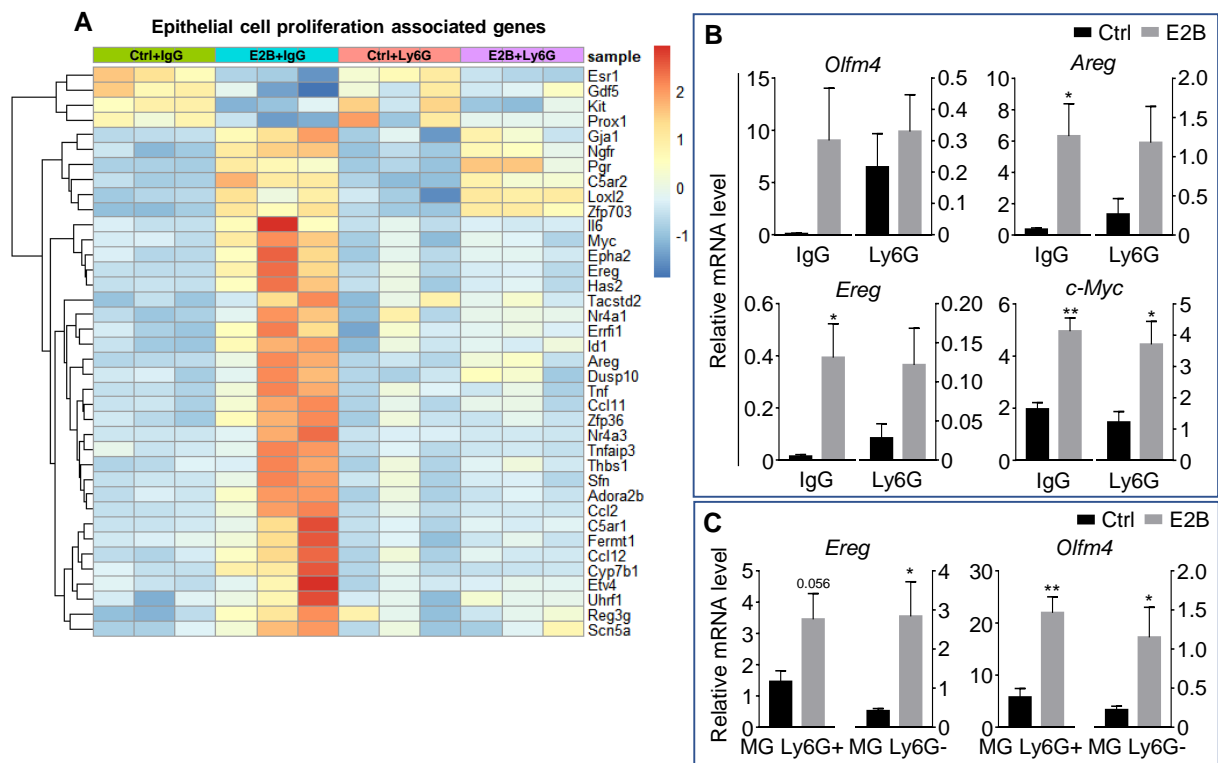 A
Epithelial cell proliferation associated genes
Ctrl+IgG E2B+IgG Ctrl+Ly6G E2B+Ly6G sample
Esr1
Gdf5
Kit
Prox1
Gja1
Ngfr
Pgr
C5ar2
Loxl2
Zfp703
Il6
Myc
Epha2
Ereg
Has2
Tacstd2
Nr4a1
Errfi1
Id1
Areg
Dusp10
Tnf
Ccl11
Zfp36
Nr4a3
Tnfaip3
Thbs1
Sfn
Adora2b
Ccl2
C5ar1
Fermt1
Ccl12
Cyp7b1
Etv4
Uhrf1
Reg3g
Scn5a
2
1
0
-1
B
Ctrl E2B
Relative mRNA level
Olfm4
15
10
5
0
0.5
0.4
0.3
0.2
0.1
0
IgG Ly6G
Areg
10
8
6
4
2
0
*
2.0
1.5
1.0
0.5
0
IgG Ly6G
Ereg
0.6
0.4
0.2
0
*
0.20
0.15
0.10
0.05
0
IgG Ly6G
c-Myc
6
4
2
0
** *
5
4
3
2
1
0
IgG Ly6G
C
Ctrl E2B
Relative mRNA level
Ereg
5
4
3
2
1
0
0.056 *
4
3
2
1
0
MG Ly6G+ MG Ly6G-
Olfm4
30
20
10
0
** *
2.0
1.5
1.0
0.5
0
MG Ly6G+ MG Ly6G-